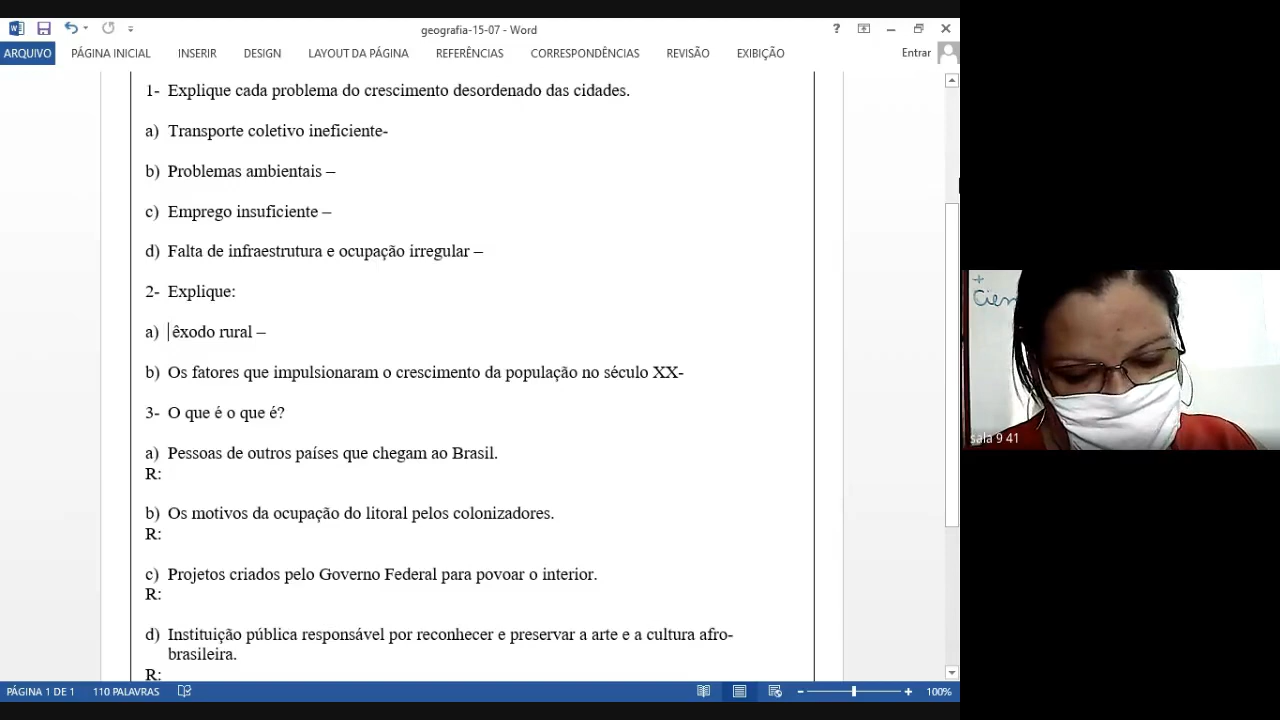 geografia-15-07 - Word
?
ARQUIVO PÁGINA INICIAL INSERIR DESIGN LAYOUT DA PÁGINA REFERÊNCIAS CORRESPONDÊNCIAS REVISÃO EXIBIÇÃO Entrar
1- Explique cada problema do crescimento desordenado das cidades.
a) Transporte coletivo ineficiente-
b) Problemas ambientais –
c) Emprego insuficiente –
d) Falta de infraestrutura e ocupação irregular –
2- Explique:
a) êxodo rural –
b) Os fatores que impulsionaram o crescimento da população no século XX-
3- O que é o que é?
a) Pessoas de outros países que chegam ao Brasil.
R:
b) Os motivos da ocupação do litoral pelos colonizadores.
R:
c) Projetos criados pelo Governo Federal para povoar o interior.
R:
d) Instituição pública responsável por reconhecer e preservar a arte e a cultura afro-
brasileira.
R:
PÁGINA 1 DE 1 110 PALAVRAS 100%
+
Cien
sala 9 41